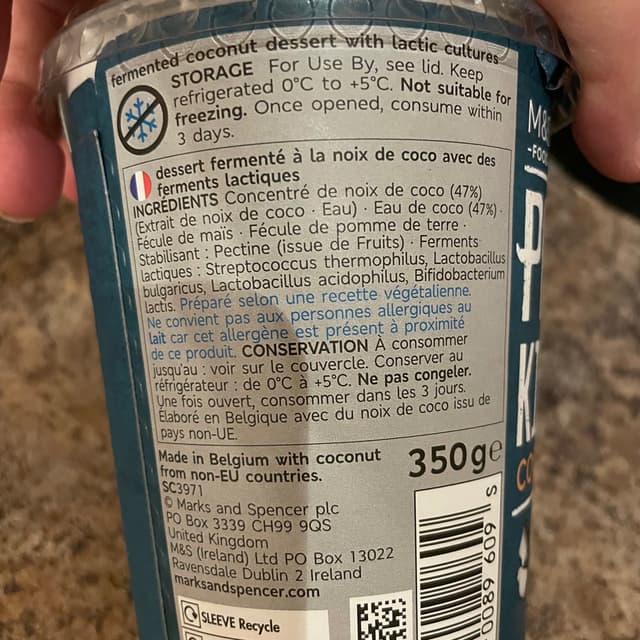 fermented coconut dessert with lactic cultures
STORAGE For Use By, see lid. Keep
refrigerated 0°C to +5°C. Not suitable for
freezing. Once opened, consume within
3 days.
dessert fermenté à la noix de coco avec des
ferments lactiques
INGRÉDIENTS Concentré de noix de coco (47%)
(Extrait de noix de coco · Eau) · Eau de coco (47%) ·
Fécule de maïs · Fécule de pomme de terre ·
Stabilisant : Pectine (issue de Fruits) · Ferments
lactiques : Streptococcus thermophilus, Lactobacillus
bulgaricus, Lactobacillus acidophilus, Bifidobacterium
lactis. Préparé selon une recette végétalienne.
Ne convient pas aux personnes allergiques au
lait car cet allergène est présent à proximité
de ce produit. CONSERVATION À consommer
jusqu'au : voir sur le couvercle. Conserver au
réfrigérateur : de 0°C à +5°C. Ne pas congeler.
Une fois ouvert, consommer dans les 3 jours.
Élaboré en Belgique avec du noix de coco issu de
pays non-UE.
Made in Belgium with coconut
from non-EU countries.
SC3971
© Marks and Spencer plc
PO Box 3339 CH99 9QS
United Kingdom
M&S (Ireland) Ltd PO Box 13022
Ravensdale Dublin 2 Ireland
marksandspencer.com
350g e
SLEEVE Recycle
M&
-FOO
P
KI
CO
0089 609 S